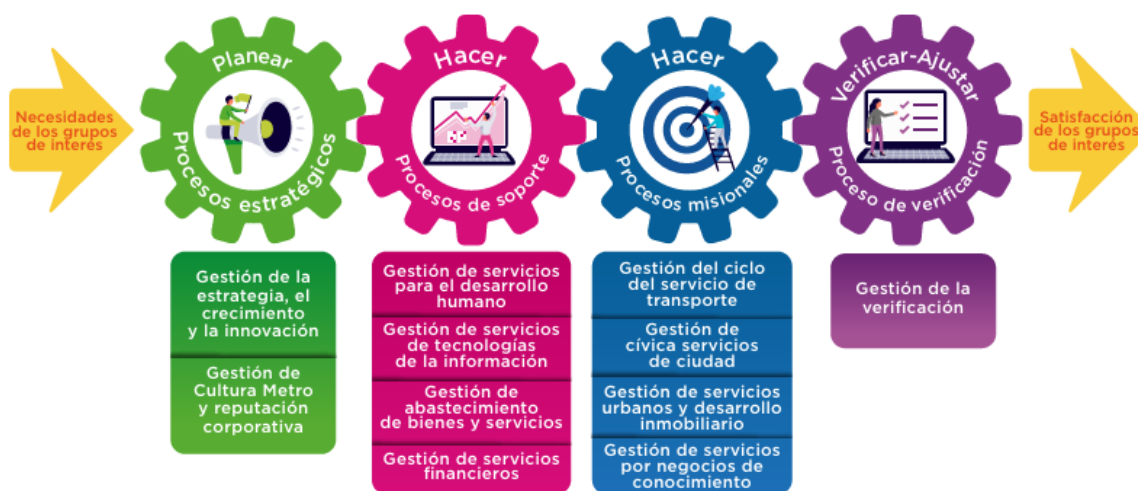 Necesidades
de los grupos
de interés
Planear
Procesos estratégicos
Hacer
Procesos de soporte
Hacer
Procesos misionales
Verificar-Ajustar
Proceso de verificación
Satisfacción
de los grupos
de interés
Gestión de la
estrategia, el
crecimiento
y la innovación
Gestión de
Cultura Metro
y reputación
corporativa
Gestión de servicios
para el desarrollo
humano
Gestión de servicios
de tecnologías
de la información
Gestión de
abastecimiento
de bienes y servicios
Gestión de servicios
financieros
Gestión del ciclo
del servicio de
transporte
Gestión de
cívica servicios
de ciudad
Gestión de servicios
urbanos y desarrollo
inmobiliario
Gestión de servicios
por negocios de
conocimiento
Gestión de la
verificación